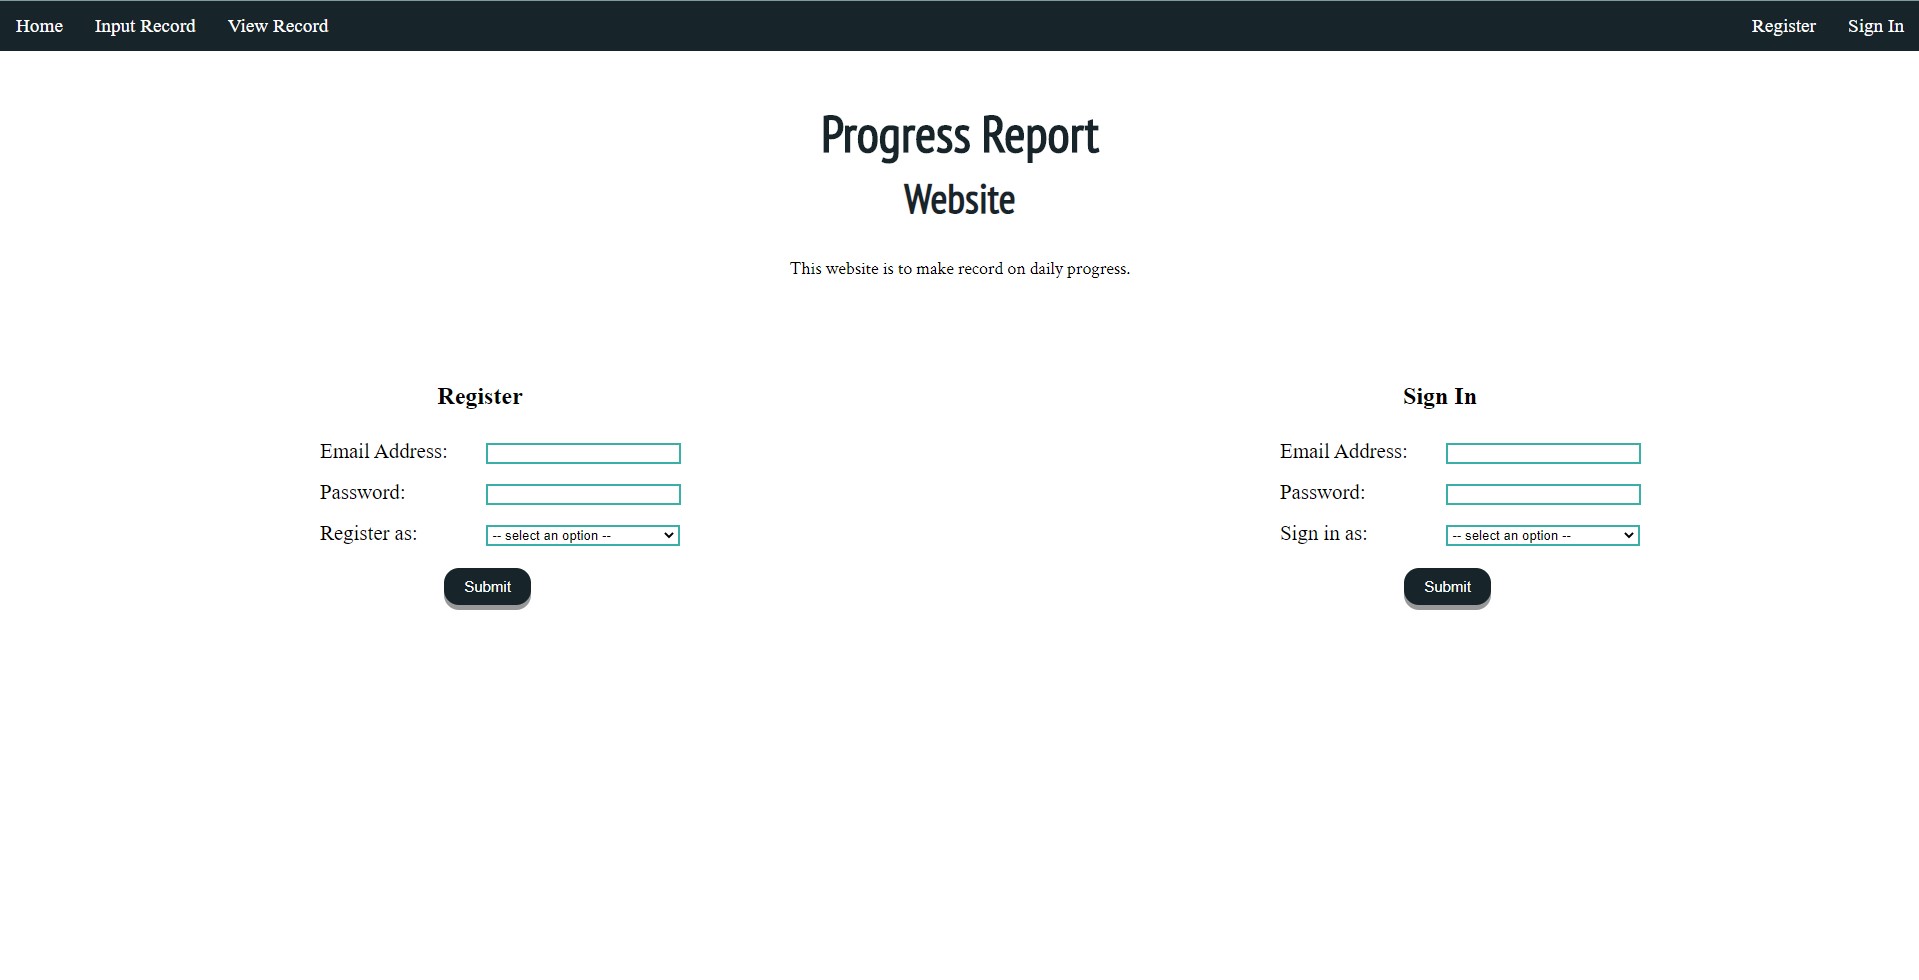 Home Input Record View Record Register Sign In
Progress Report
Website
This website is to make record on daily progress.
Register
Email Address:
Password:
Register as: -- select an option --
Submit
Sign In
Email Address:
Password:
Sign in as: -- select an option --
Submit